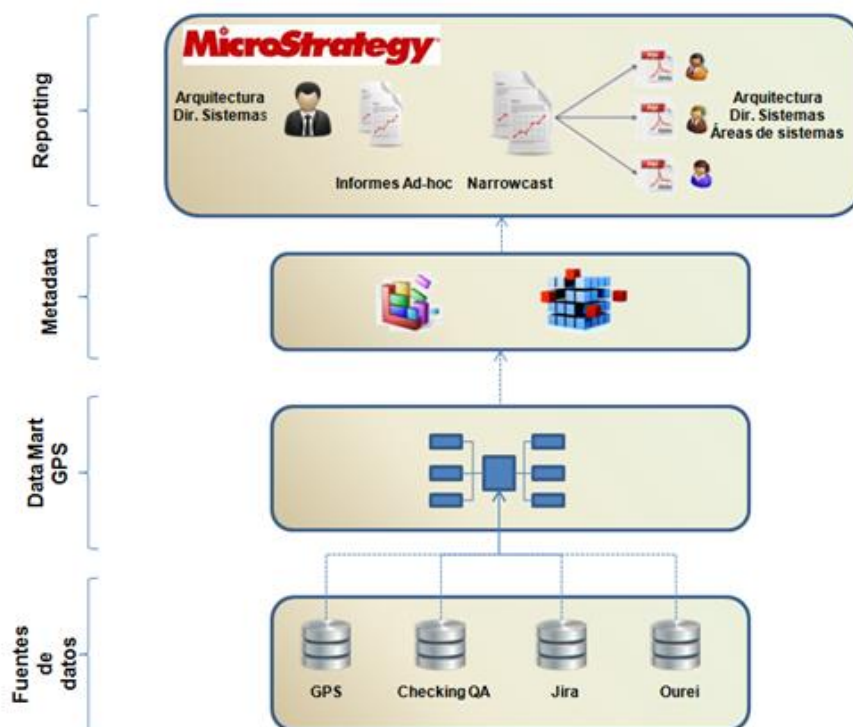 Reporting
MicroStrategy
Arquitectura
Dir. Sistemas
Informes Ad-hoc
Narrowcast
Arquitectura
Dir. Sistemas
Áreas de sistemas
Metadata
Data Mart
GPS
Fuentes
de
datos
GPS
Checking QA
Jira
Ourei